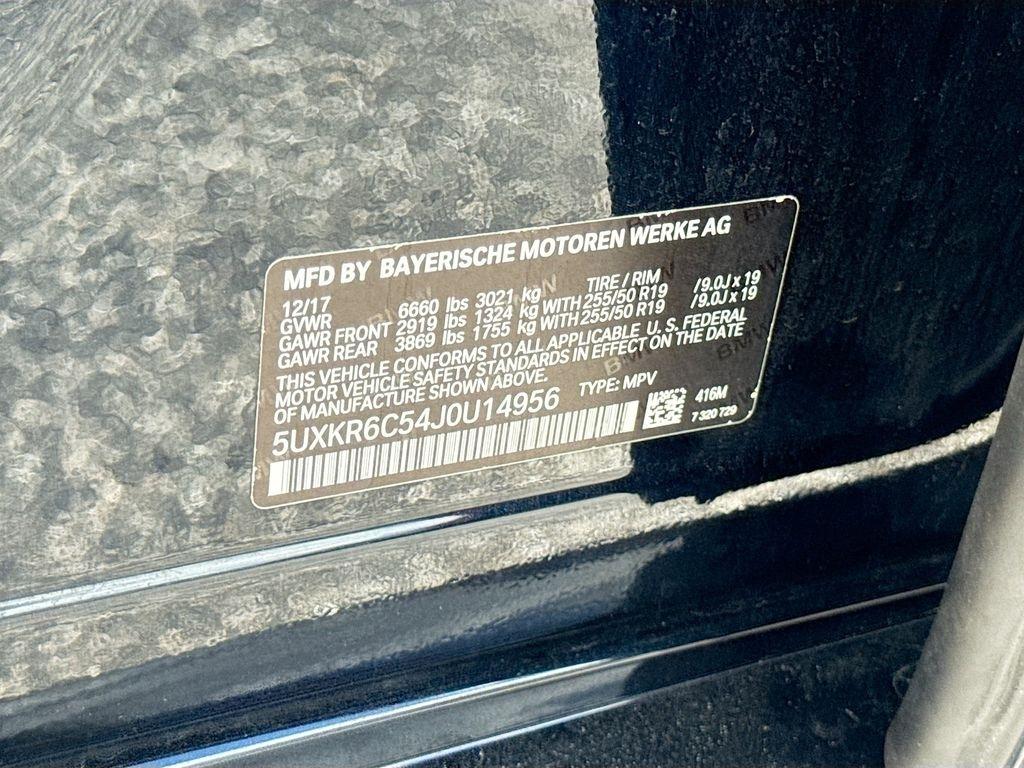 MFD BY BAYERISCHE MOTOREN WERKE AG
12/17 TIRE / RIM
GVWR 6660 lbs 3021 kg
GAWR FRONT 2919 lbs 1324 kg WITH 255/50 R19 /9.0J x 19
GAWR REAR 3869 lbs 1755 kg WITH 255/50 R19 /9.0J x 19
THIS VEHICLE CONFORMS TO ALL APPLICABLE U. S. FEDERAL
MOTOR VEHICLE SAFETY STANDARDS IN EFFECT ON THE DATE
OF MANUFACTURE SHOWN ABOVE.
5UXKR6C54J0U14956 TYPE: MPV
416M
7 320 729